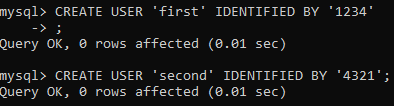 mysql> CREATE USER 'first' IDENTIFIED BY '1234'
    -> ;
Query OK, 0 rows affected (0.01 sec)

mysql> CREATE USER 'second' IDENTIFIED BY '4321';
Query OK, 0 rows affected (0.01 sec)